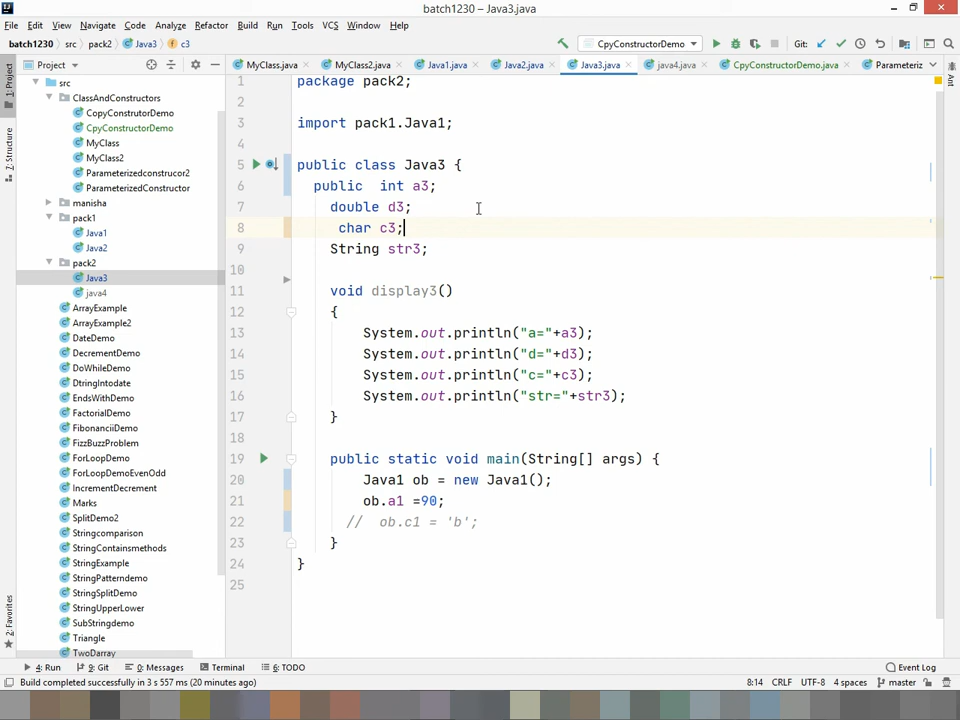 batch1230 – Java3.java
File Edit View Navigate Code Analyze Refactor Build Run Tools VCS Window Help
batch1230 src pack2 Java3 c3 CpyConstructorDemo Git:
Project MyClass.java MyClass2.java Java1.java Java2.java Java3.java java4.java CpyConstructorDemo.java Parameteriz
1: Project
Z: Structure
2: Favorites
Ant
src
ClassAndConstructors
CpyConstrutorDemo
CpyConstructorDemo
MyClass
MyClass2
Parameterizedconstrucor2
ParameterizedConstructor
manisha
pack1
Java1
Java2
pack2
Java3
java4
ArrayExample
ArrayExample2
DateDemo
DecrementDemo
DoWhileDemo
DtringIntodate
EndsWithDemo
FactorialDemo
FibonanciiDemo
FizzBuzzProblem
ForLoopDemo
ForLoopDemoEvenOdd
IncrementDecrement
Marks
SplitDemo2
Stringcomparison
StringContainsmethods
StringExample
StringPatterndemo
StringSplitDemo
StringUpperLower
SubStringdemo
Triangle
TwoDarray
1 package pack2;
2
3 import pack1.Java1;
4
5 public class Java3 {
6 public int a3;
7 double d3;
8 char c3;
9 String str3;
10
11 void display3()
12 {
13 System.out.println("a="+a3);
14 System.out.println("d="+d3);
15 System.out.println("c="+c3);
16 System.out.println("str="+str3);
17 }
18
19 public static void main(String[] args) {
20 Java1 ob = new Java1();
21 ob.a1 =90;
22 // ob.c1 = 'b';
23 }
24 }
25
4: Run 9: Git 0: Messages Terminal 6: TODO Event Log
Build completed successfully in 3 s 557 ms (20 minutes ago) 8:14 CRLF UTF-8 4 spaces master